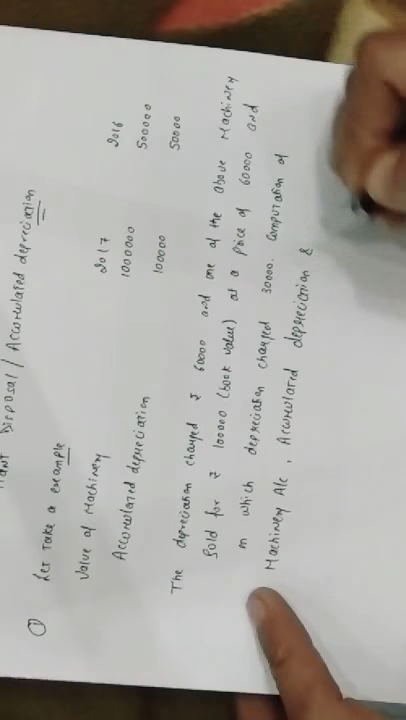 Disposal / Accumulated depreciation
① Let Take a example
2017 2016
Value of Machinery 1000000 500000
Accumulated depreciation 100000 50000
The depreciation charged ₹ 60000 and one of the above Machinery
Sold for ₹ 100000 (book value) at a price of 60000 and
in which depreciation charged 30000. Computation of
Machinery A/c, Accumulated depreciation &